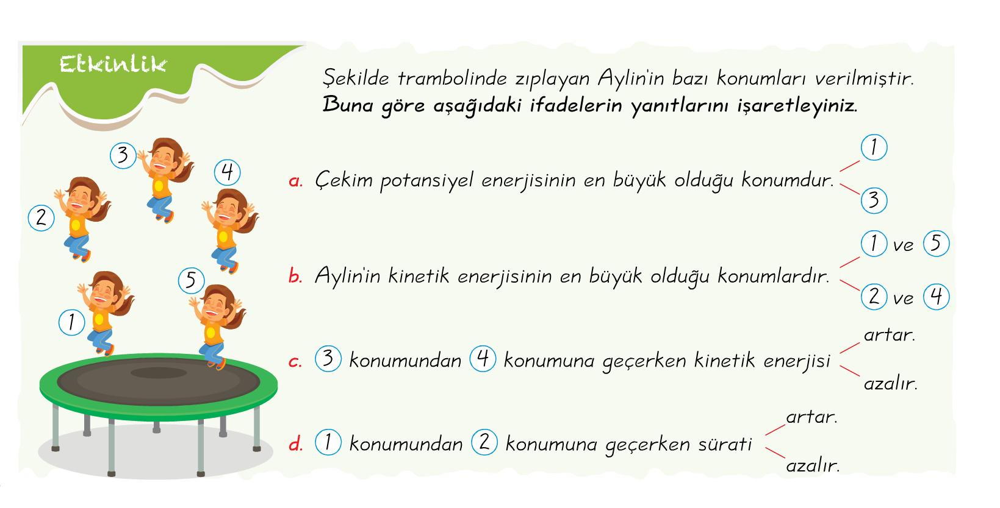 Etkinlik
Şekilde trambolinde zıplayan Aylin'in bazı konumları verilmiştir.
Buna göre aşağıdaki ifadelerin yanıtlarını işaretleyiniz.
3
4
2
5
1
a. Çekim potansiyel enerjisinin en büyük olduğu konumdur.
1
3
b. Aylin'in kinetik enerjisinin en büyük olduğu konumlardır.
1 ve 5
2 ve 4
c. 3 konumundan 4 konumuna geçerken kinetik enerjisi
artar.
azalır.
d. 1 konumundan 2 konumuna geçerken sürati
artar.
azalır.